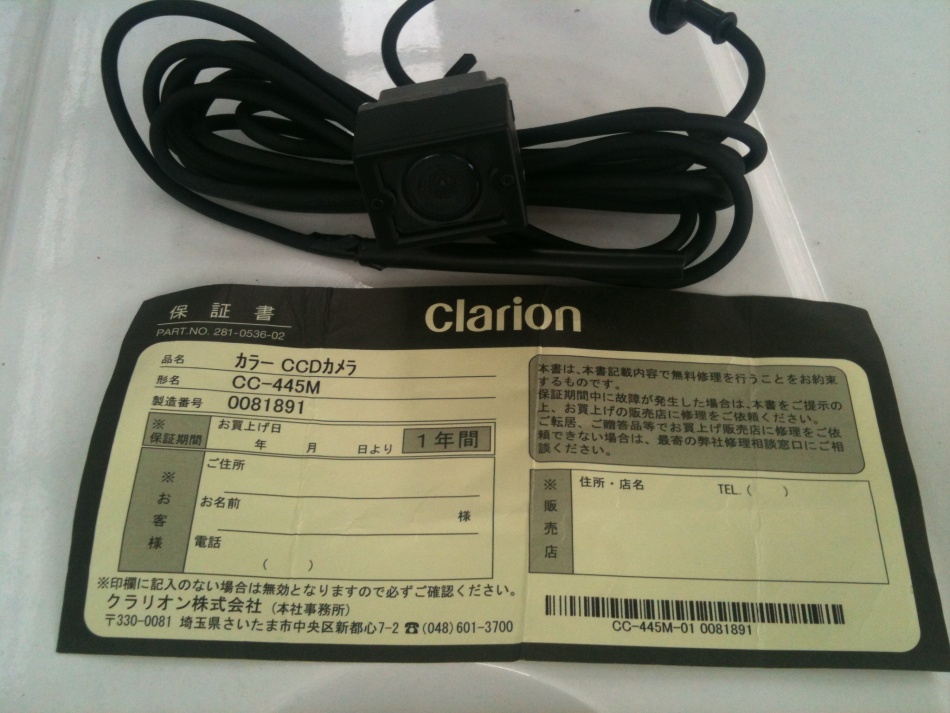 保証書
clarion
PART.NO. 281-0536-02
品名 カラー CCDカメラ
形名 CC-445M
製造番号 0081891
※保証期間
お買上げ日
年 月 日より
1年間
※お客様
ご住所
お名前
様
電話
( )
本書は、本書記載内容で無料修理を行うことをお約束
するものです。
保証期間中に故障が発生した場合は、本書をご提示の
上、お買上げの販売店に修理をご依頼ください。
ご転居、ご贈答品等でお買上げ販売店に修理をご依
頼できない場合は、最寄の弊社修理相談窓口にご相
談ください。
※販売店
住所・店名 TEL. ( )
※印欄に記入のない場合は無効となりますので必ずご確認ください。
クラリオン株式会社 (本社事務所)
〒330-0081 埼玉県さいたま市中央区新都心7-2 ☎(048)601-3700
CC-445M-01 0081891